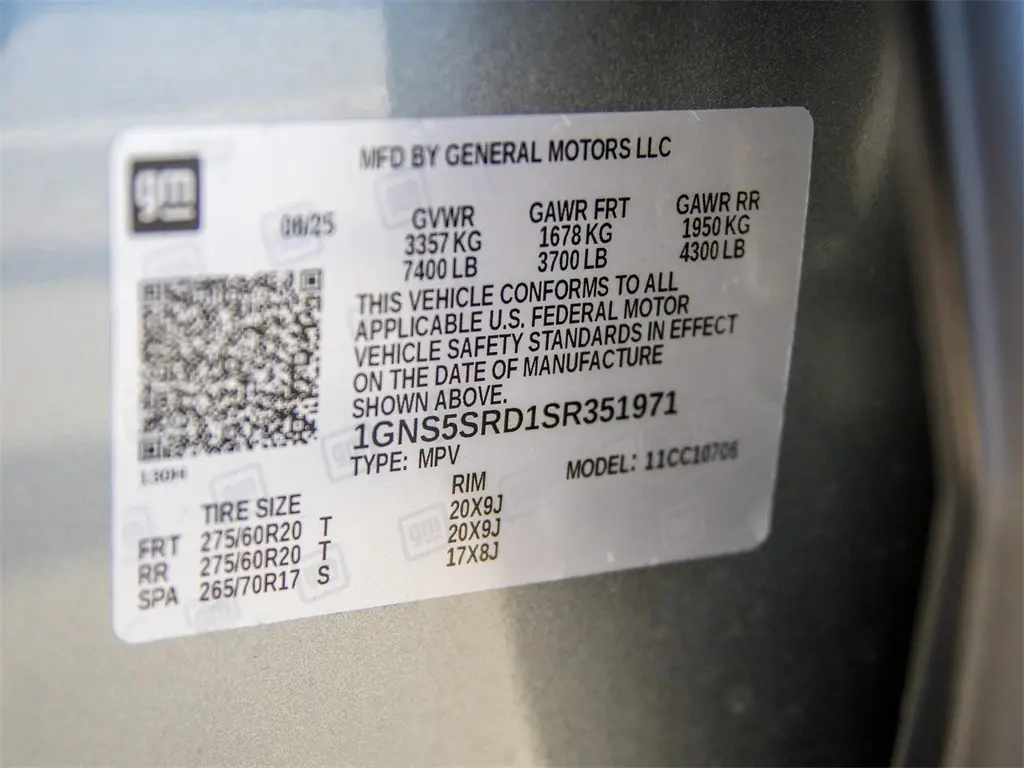 gm
MFD BY GENERAL MOTORS LLC
06/25 GVWR GAWR FRT GAWR RR
3357 KG 1678 KG 1950 KG
7400 LB 3700 LB 4300 LB
THIS VEHICLE CONFORMS TO ALL
APPLICABLE U.S. FEDERAL MOTOR
VEHICLE SAFETY STANDARDS IN EFFECT
ON THE DATE OF MANUFACTURE
SHOWN ABOVE.
1GNS5SRD1SR351971
TYPE: MPV MODEL: 11CC10706
TIRE SIZE RIM
FRT 275/60R20 T 20X9J
RR 275/60R20 T 20X9J
SPA 265/70R17 S 17X8J